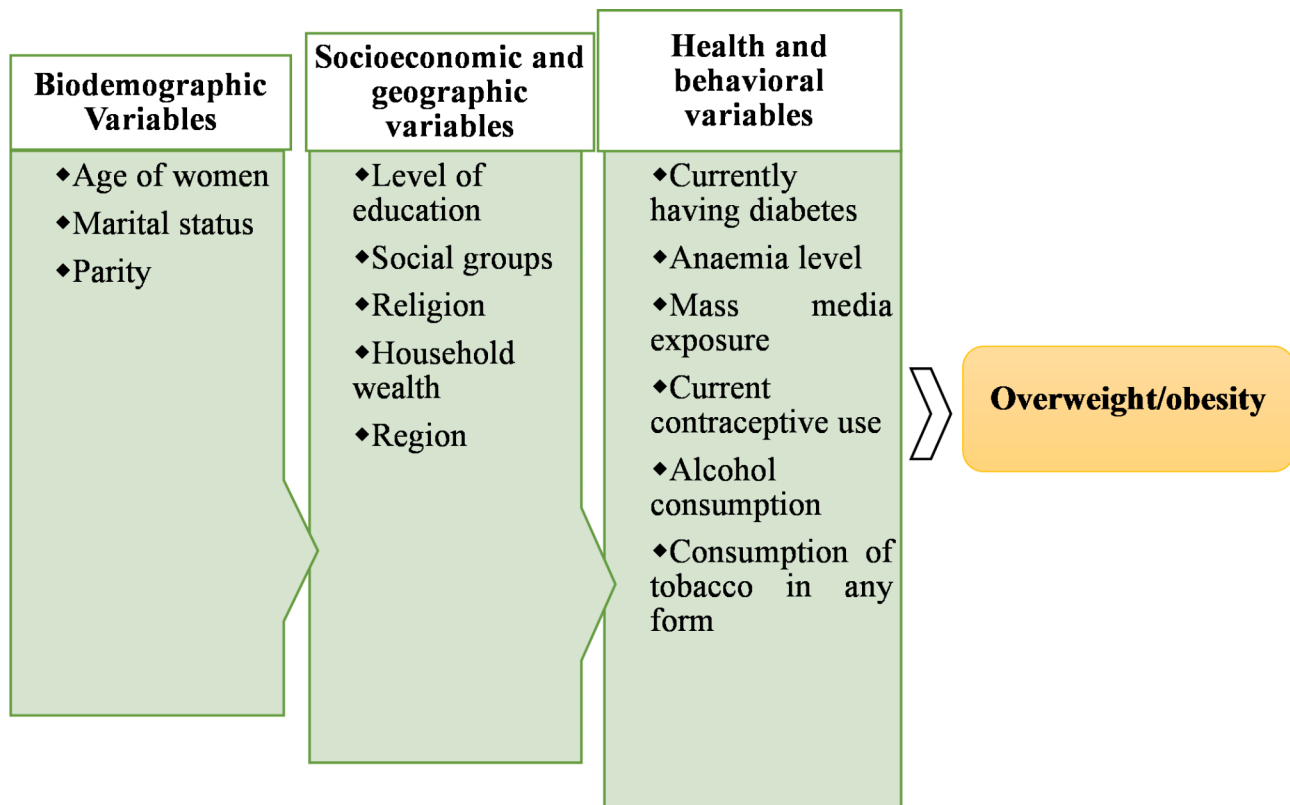 Biodemographic
Variables
◆Age of women
◆Marital status
◆Parity
Socioeconomic and
geographic
variables
◆Level of
education
◆Social groups
◆Religion
◆Household
wealth
◆Region
Health and
behavioral
variables
◆Currently
having diabetes
◆Anaemia level
◆Mass media
exposure
◆Current
contraceptive use
◆Alcohol
consumption
◆Consumption of
tobacco in any
form
Overweight/obesity